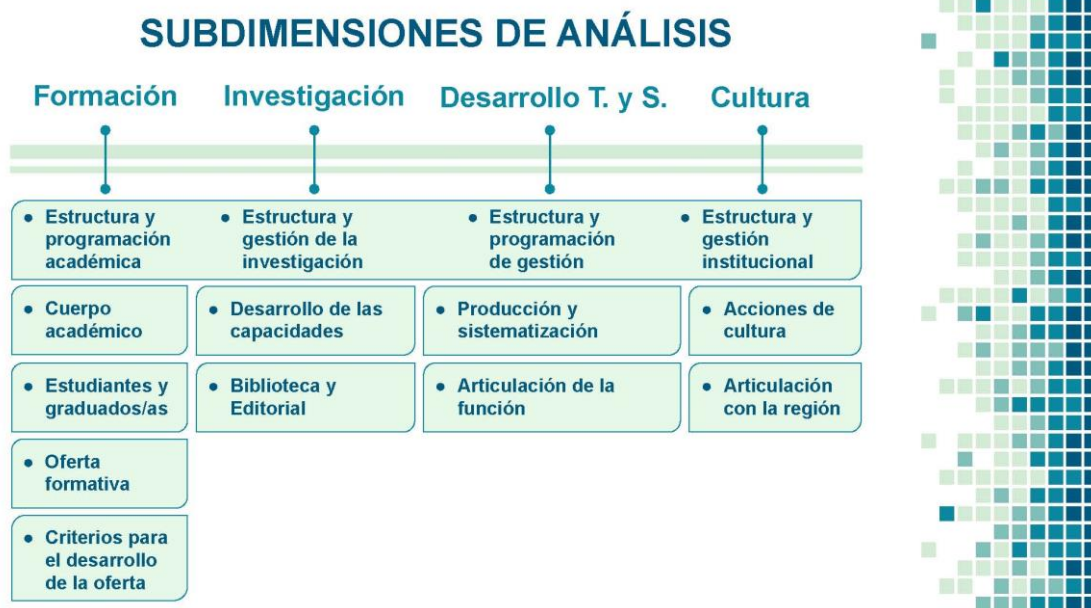 SUBDIMENSIONES DE ANÁLISIS
Formación
Investigación
Desarrollo T. y S.
Cultura
• Estructura y
programación
académica
• Estructura y
gestión de la
investigación
• Estructura y
programación
de gestión
• Estructura y
gestión
institucional
• Cuerpo
académico
• Desarrollo de las
capacidades
• Producción y
sistematización
• Acciones de
cultura
• Estudiantes y
graduados/as
• Biblioteca y
Editorial
• Articulación de la
función
• Articulación
con la región
• Oferta
formativa
• Criterios para
el desarrollo
de la oferta